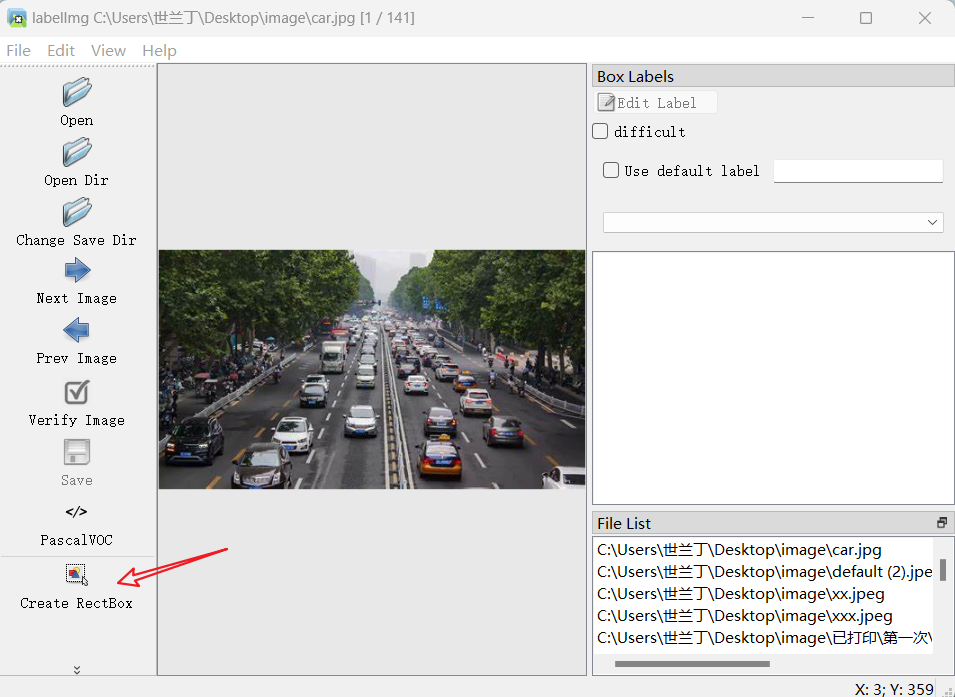 labelImg C:\Users\世兰丁\Desktop\image\car.jpg [1 / 141]
File Edit View Help
Open
Open Dir
Change Save Dir
Next Image
Prev Image
Verify Image
Save
</>
PascalVOC
Create RectBox
Box Labels
Edit Label
difficult
Use default label
File List
C:\Users\世兰丁\Desktop\image\car.jpg
C:\Users\世兰丁\Desktop\image\default (2).jpe
C:\Users\世兰丁\Desktop\image\xx.jpeg
C:\Users\世兰丁\Desktop\image\xxx.jpeg
C:\Users\世兰丁\Desktop\image\已打印\第一次\
X: 3; Y: 359